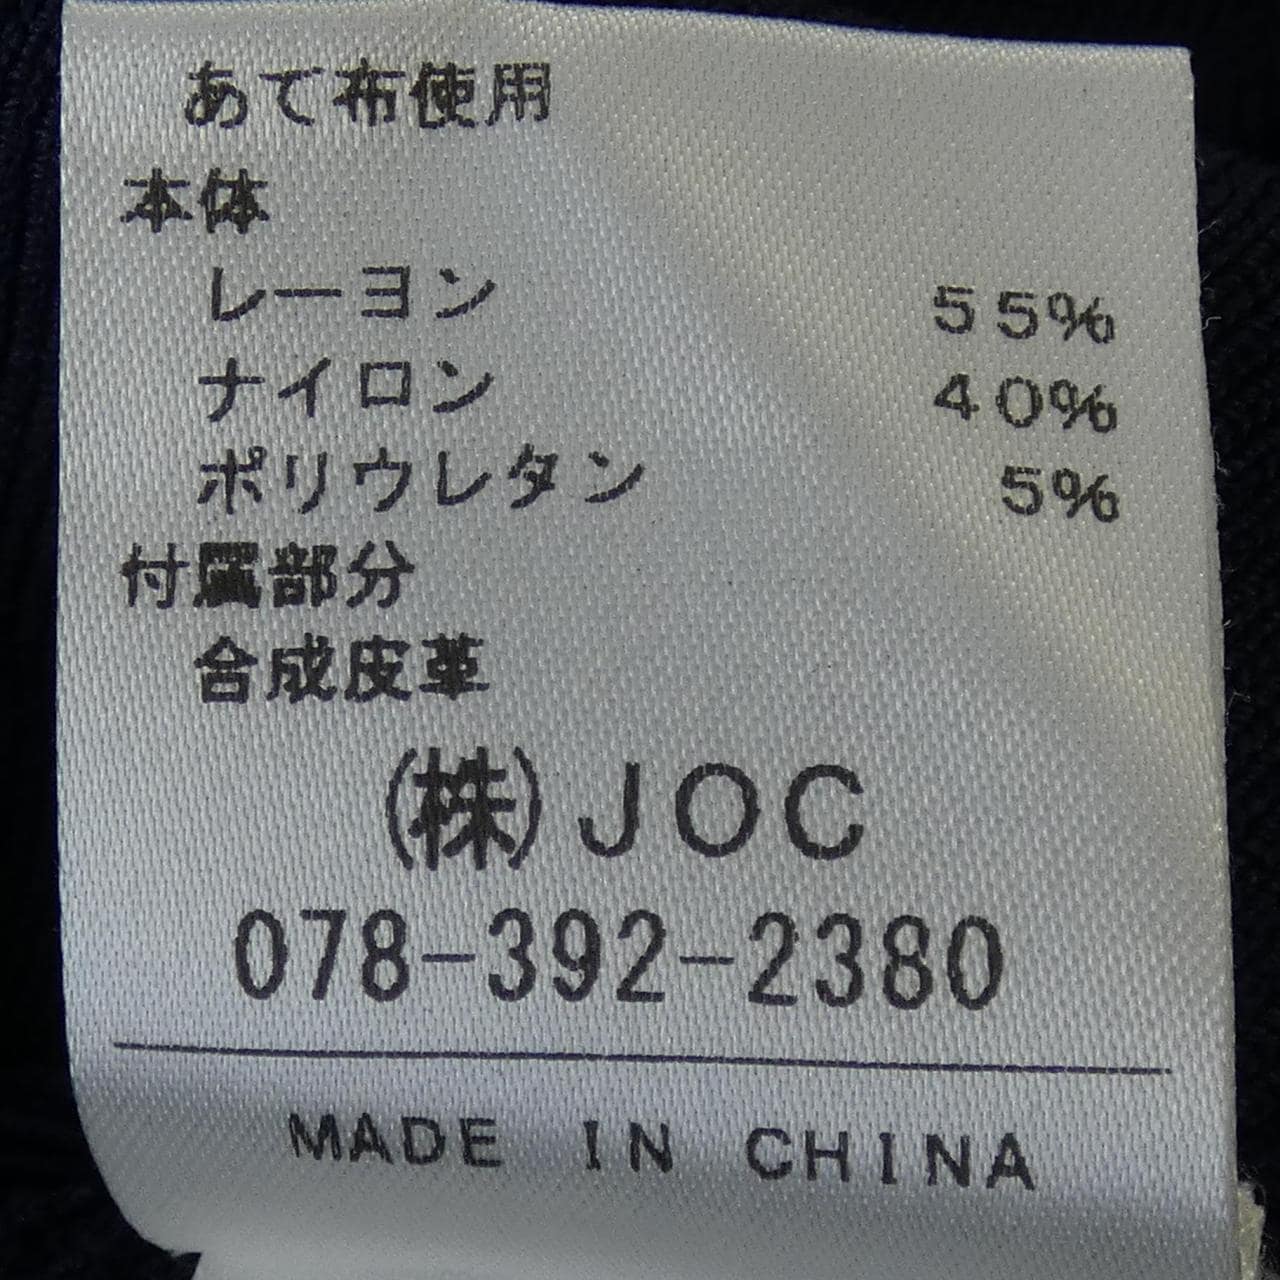 あて布使用
本体
レーヨン 55%
ナイロン 40%
ポリウレタン 5%
付属部分
合成皮革
(株)JOC
078-392-2380
MADE IN CHINA